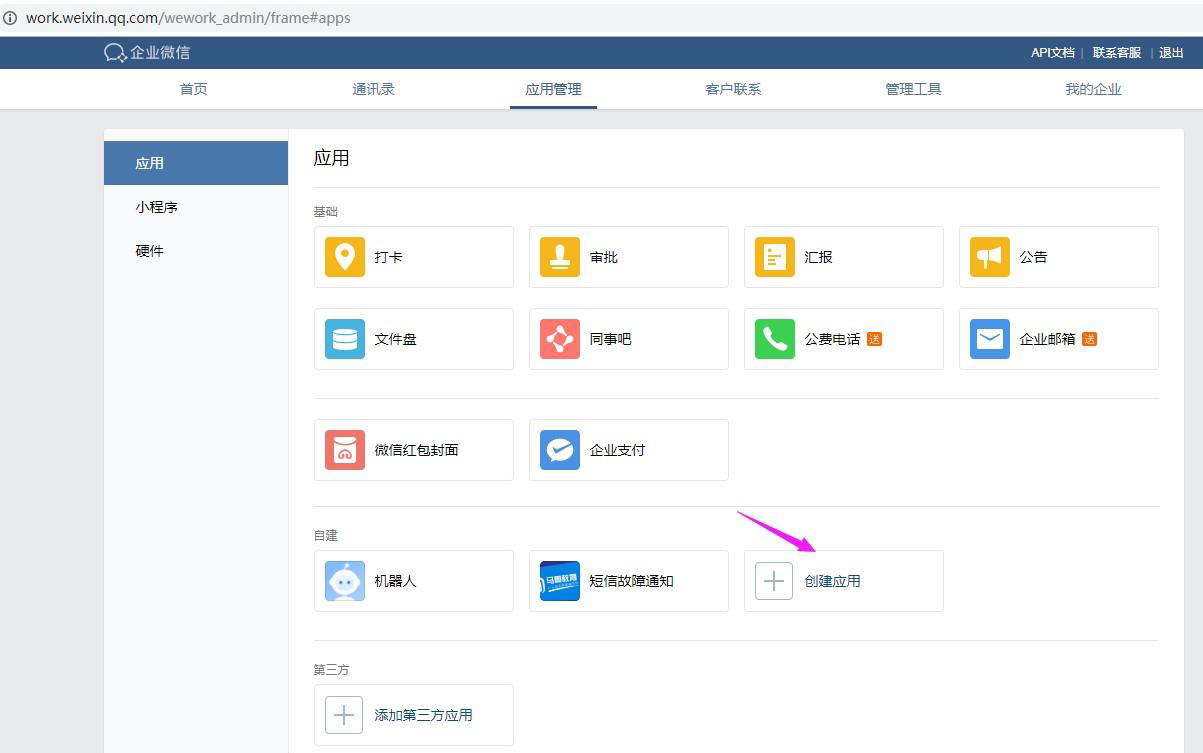 work.weixin.qq.com/wework_admin/frame#apps
企业微信 API文档 | 联系客服 | 退出
首页 通讯录 应用管理 客户联系 管理工具 我的企业
应用
小程序
硬件
应用
基础
打卡 审批 汇报 公告
文件盘 同事吧 公费电话 送 企业邮箱 送
微信红包封面 企业支付
自建
机器人 马哥教育 短信故障通知 创建应用
第三方
添加第三方应用